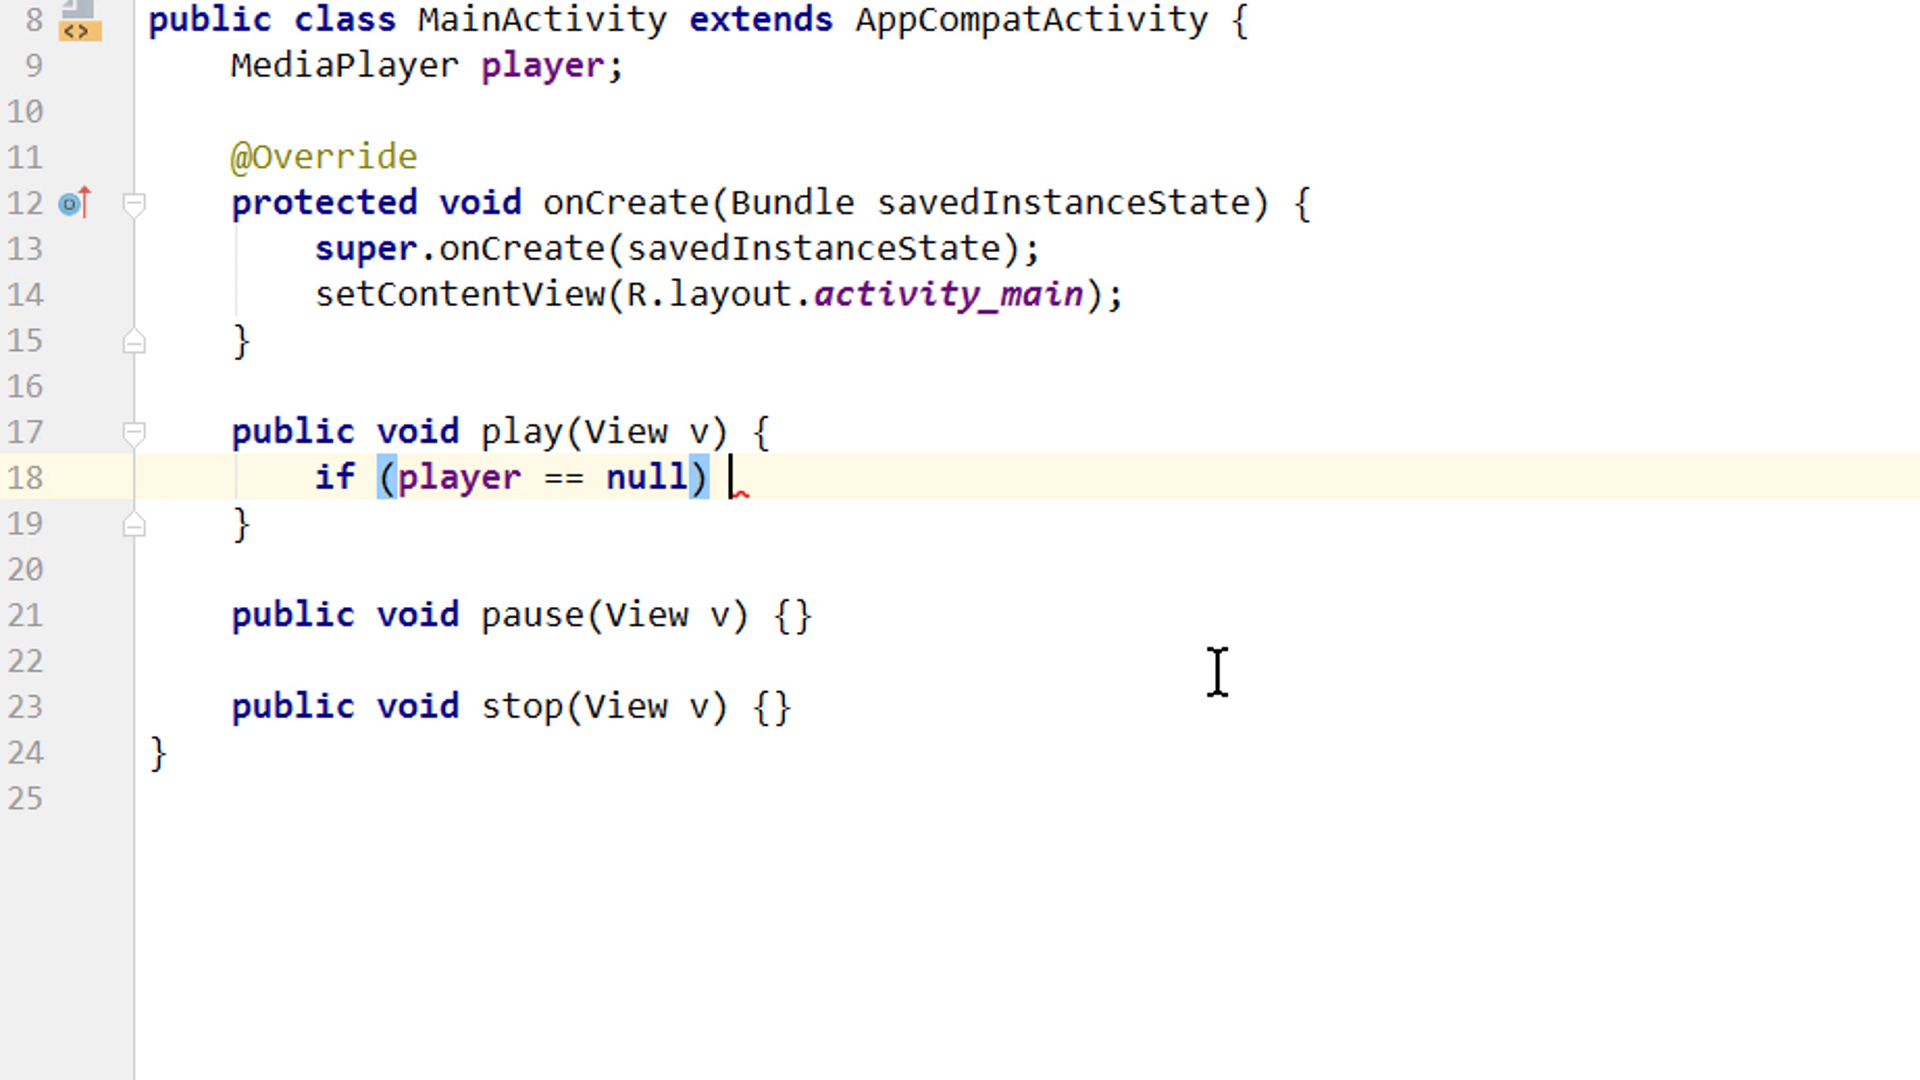 8 <> public class MainActivity extends AppCompatActivity {
9 MediaPlayer player;
10
11 @Override
12 protected void onCreate(Bundle savedInstanceState) {
13 super.onCreate(savedInstanceState);
14 setContentView(R.layout.activity_main);
15 }
16
17 public void play(View v) {
18 if (player == null)
19 }
20
21 public void pause(View v) {}
22
23 public void stop(View v) {}
24 }
25